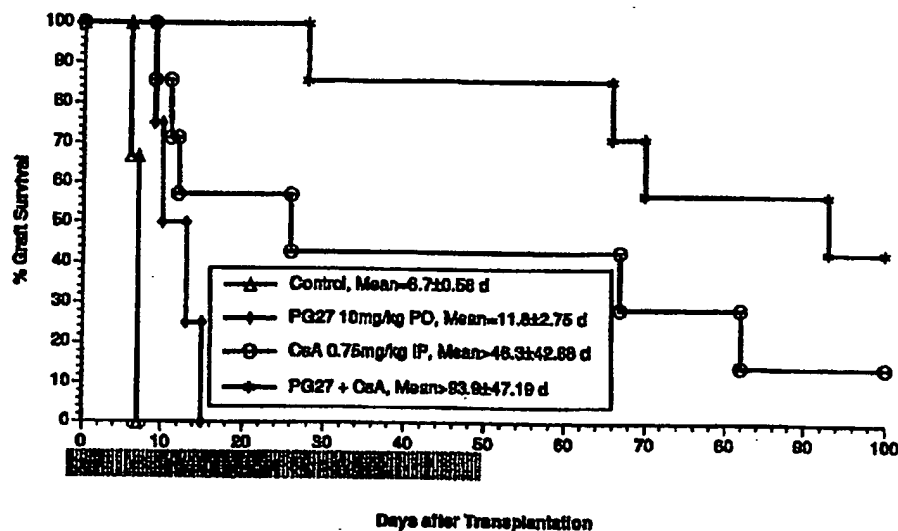 100
90
80
70
60
50
40
30
20
10
0
% Graft Survival
Control, Mean=6.7±0.58 d
PG27 10mg/kg PO, Mean=11.8±2.75 d
CsA 0.75mg/kg IP, Mean>46.3±42.68 d
PG27 + CsA, Mean>83.9±47.19 d
0 10 20 30 40 50 60 70 80 90 100
Days after Transplantation